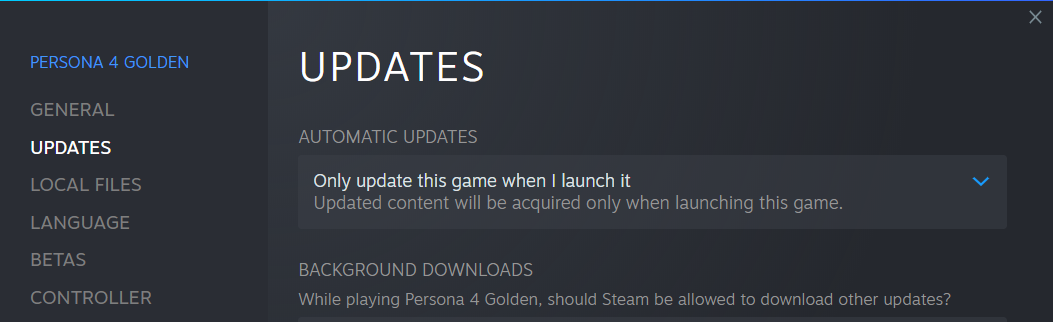 PERSONA 4 GOLDEN
GENERAL
UPDATES
LOCAL FILES
LANGUAGE
BETAS
CONTROLLER
UPDATES
AUTOMATIC UPDATES
Only update this game when I launch it
Updated content will be acquired only when launching this game.
BACKGROUND DOWNLOADS
While playing Persona 4 Golden, should Steam be allowed to download other updates?